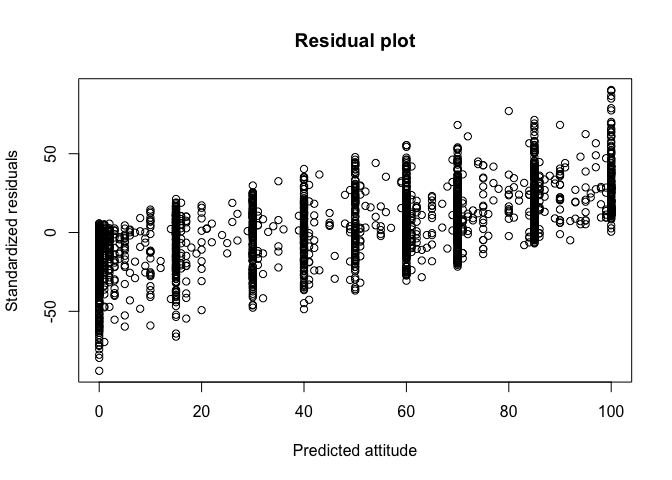 Residual plot
Standardized residuals
50
0
-50
0 20 40 60 80 100
Predicted attitude